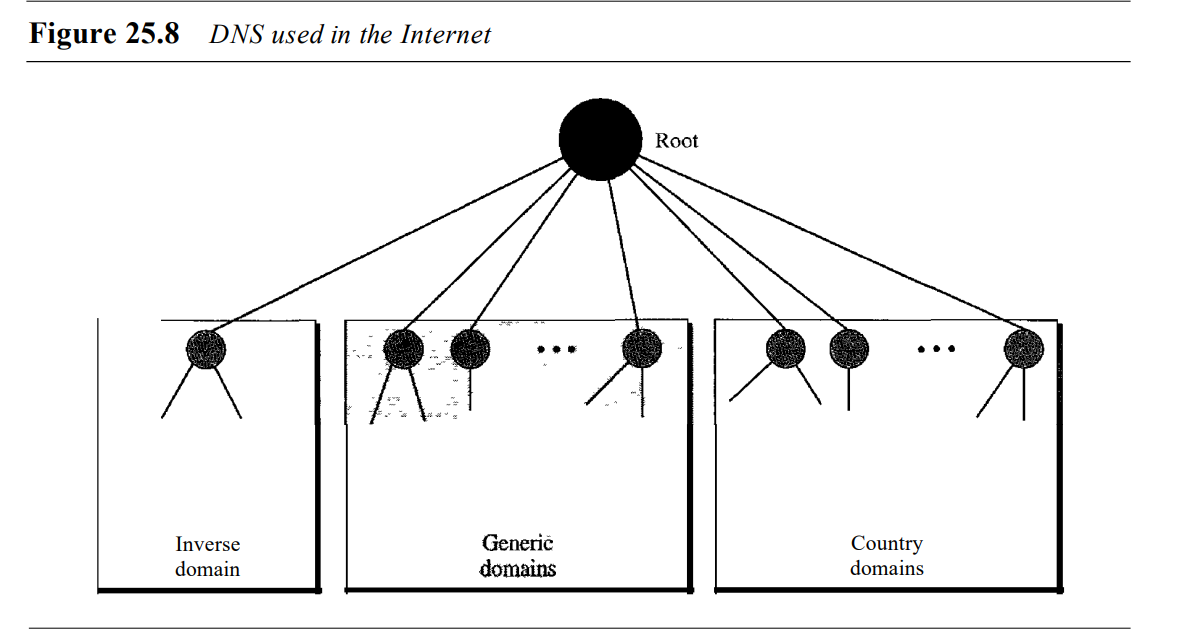 Figure 25.8 DNS used in the Internet
Root
Inverse
domain
Generic
domains
Country
domains